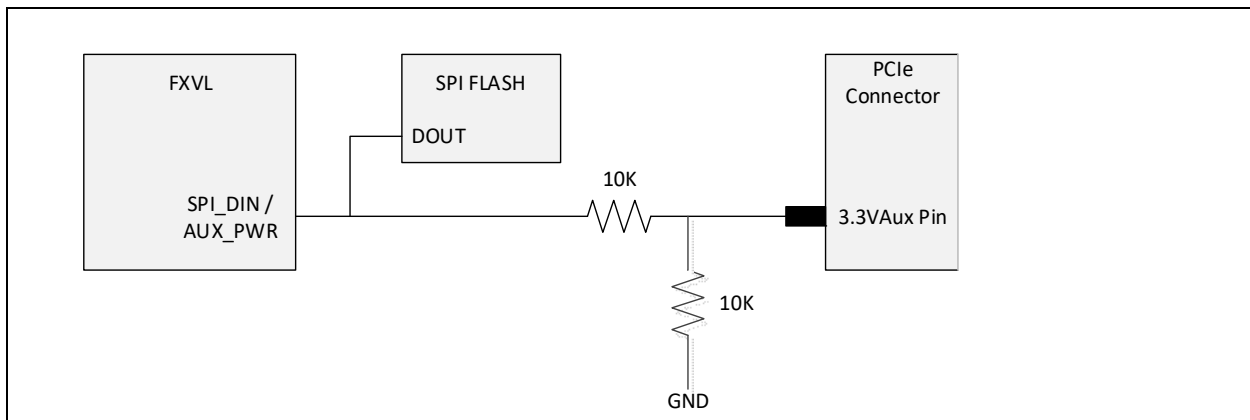 FXVL
SPI_DIN /
AUX_PWR
SPI FLASH
DOUT
10K
10K
GND
PCIe
Connector
3.3VAux Pin